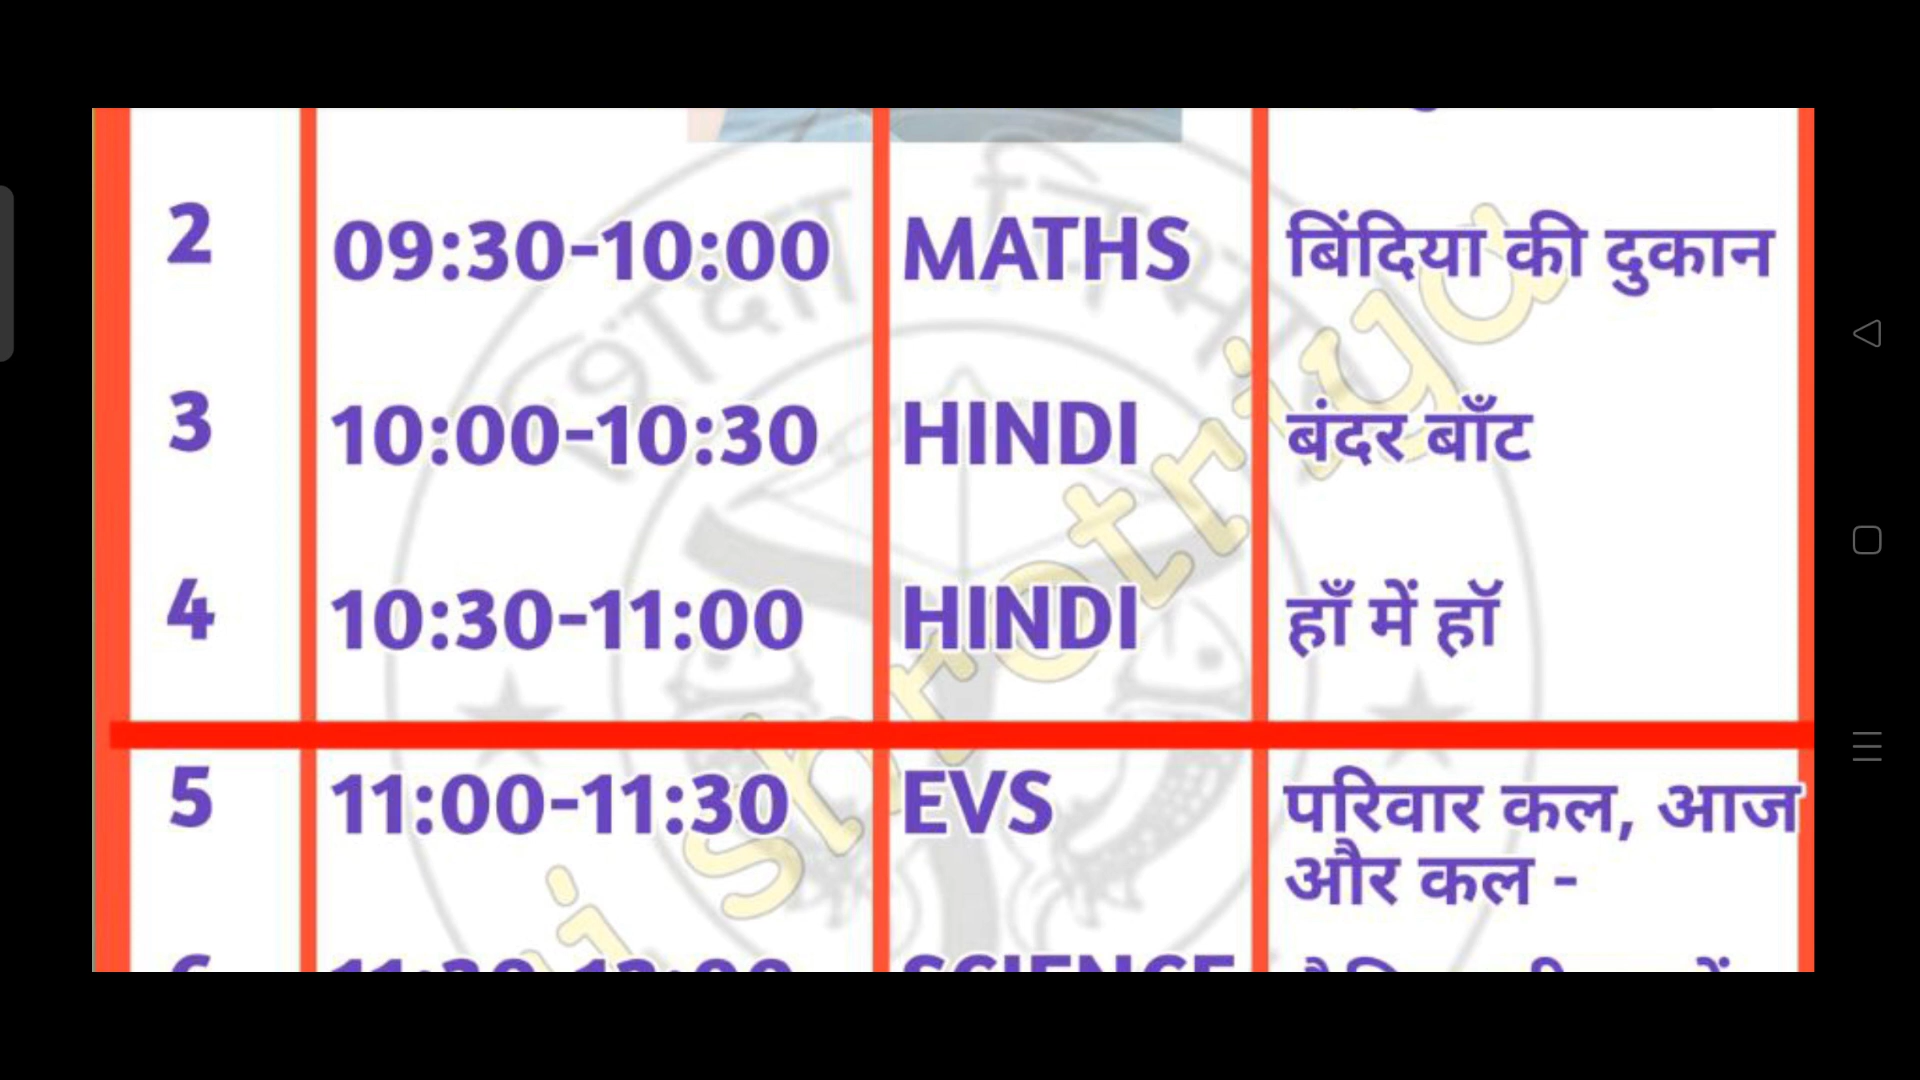 2 09:30-10:00 MATHS बिंदिया की दुकान
3 10:00-10:30 HINDI बंदर बाँट
4 10:30-11:00 HINDI हाँ में हॉ
5 11:00-11:30 EVS परिवार कल, आज
और कल -
shrotriya